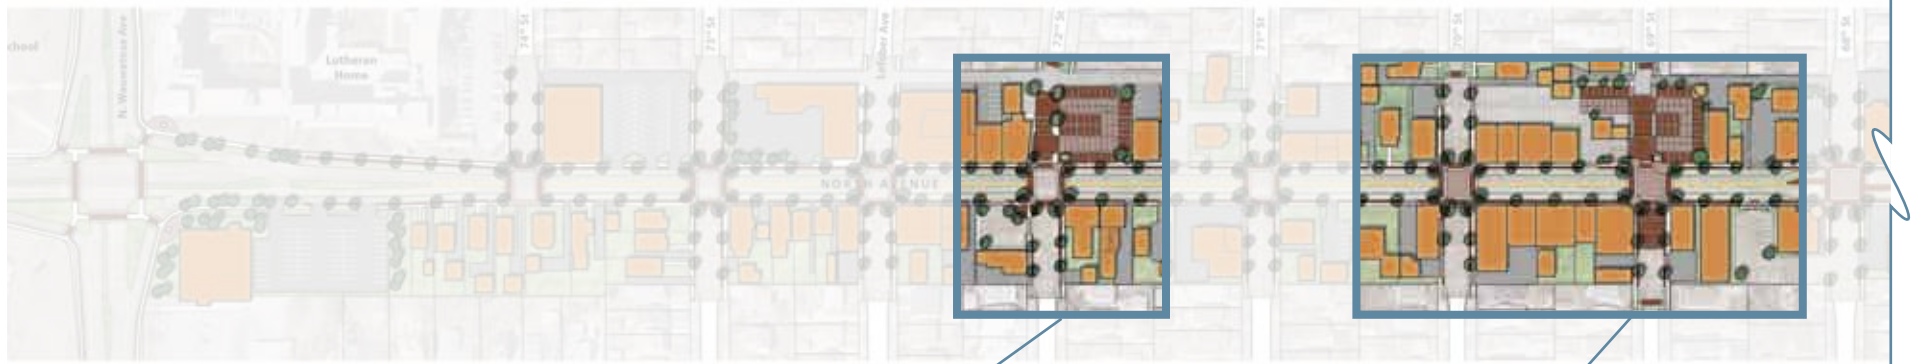 N. Wauwatosa Ave
Lutheran
Home
74th St
73rd St
Lefeber Ave
72nd St
71st St
70th St
69th St
68th St
NORTH AVENUE